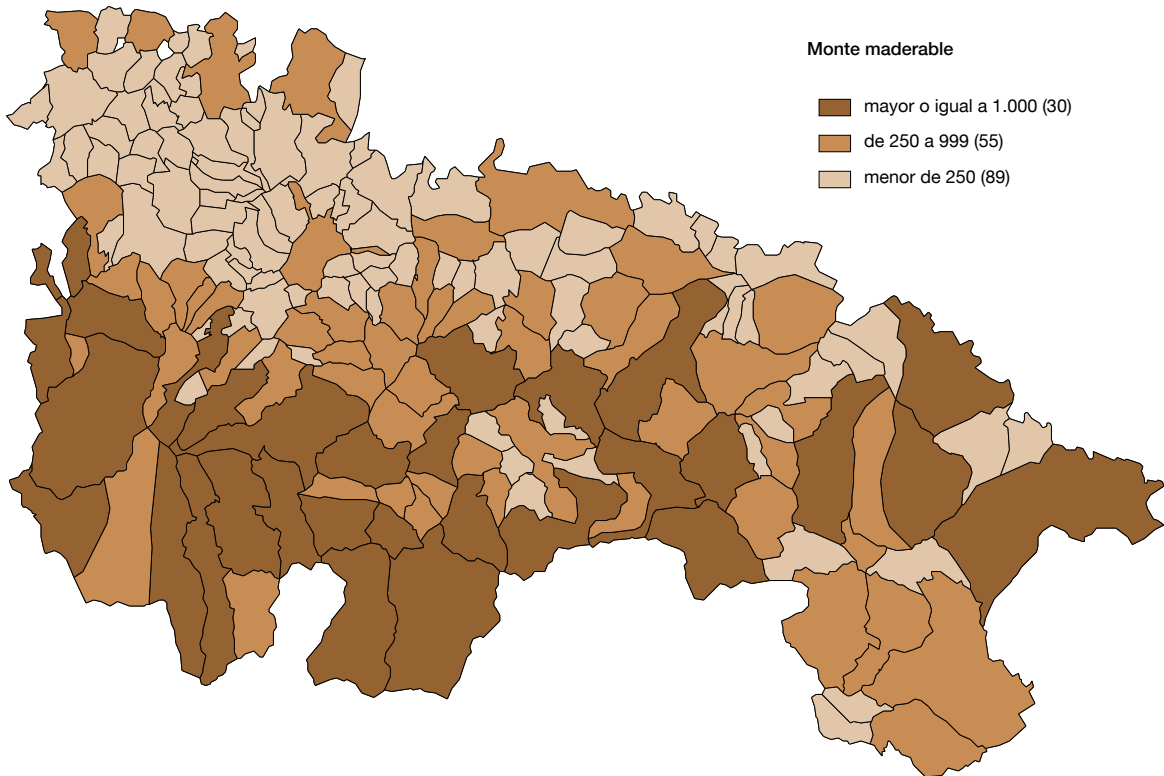 Monte maderable
mayor o igual a 1.000 (30)
de 250 a 999 (55)
menor de 250 (89)